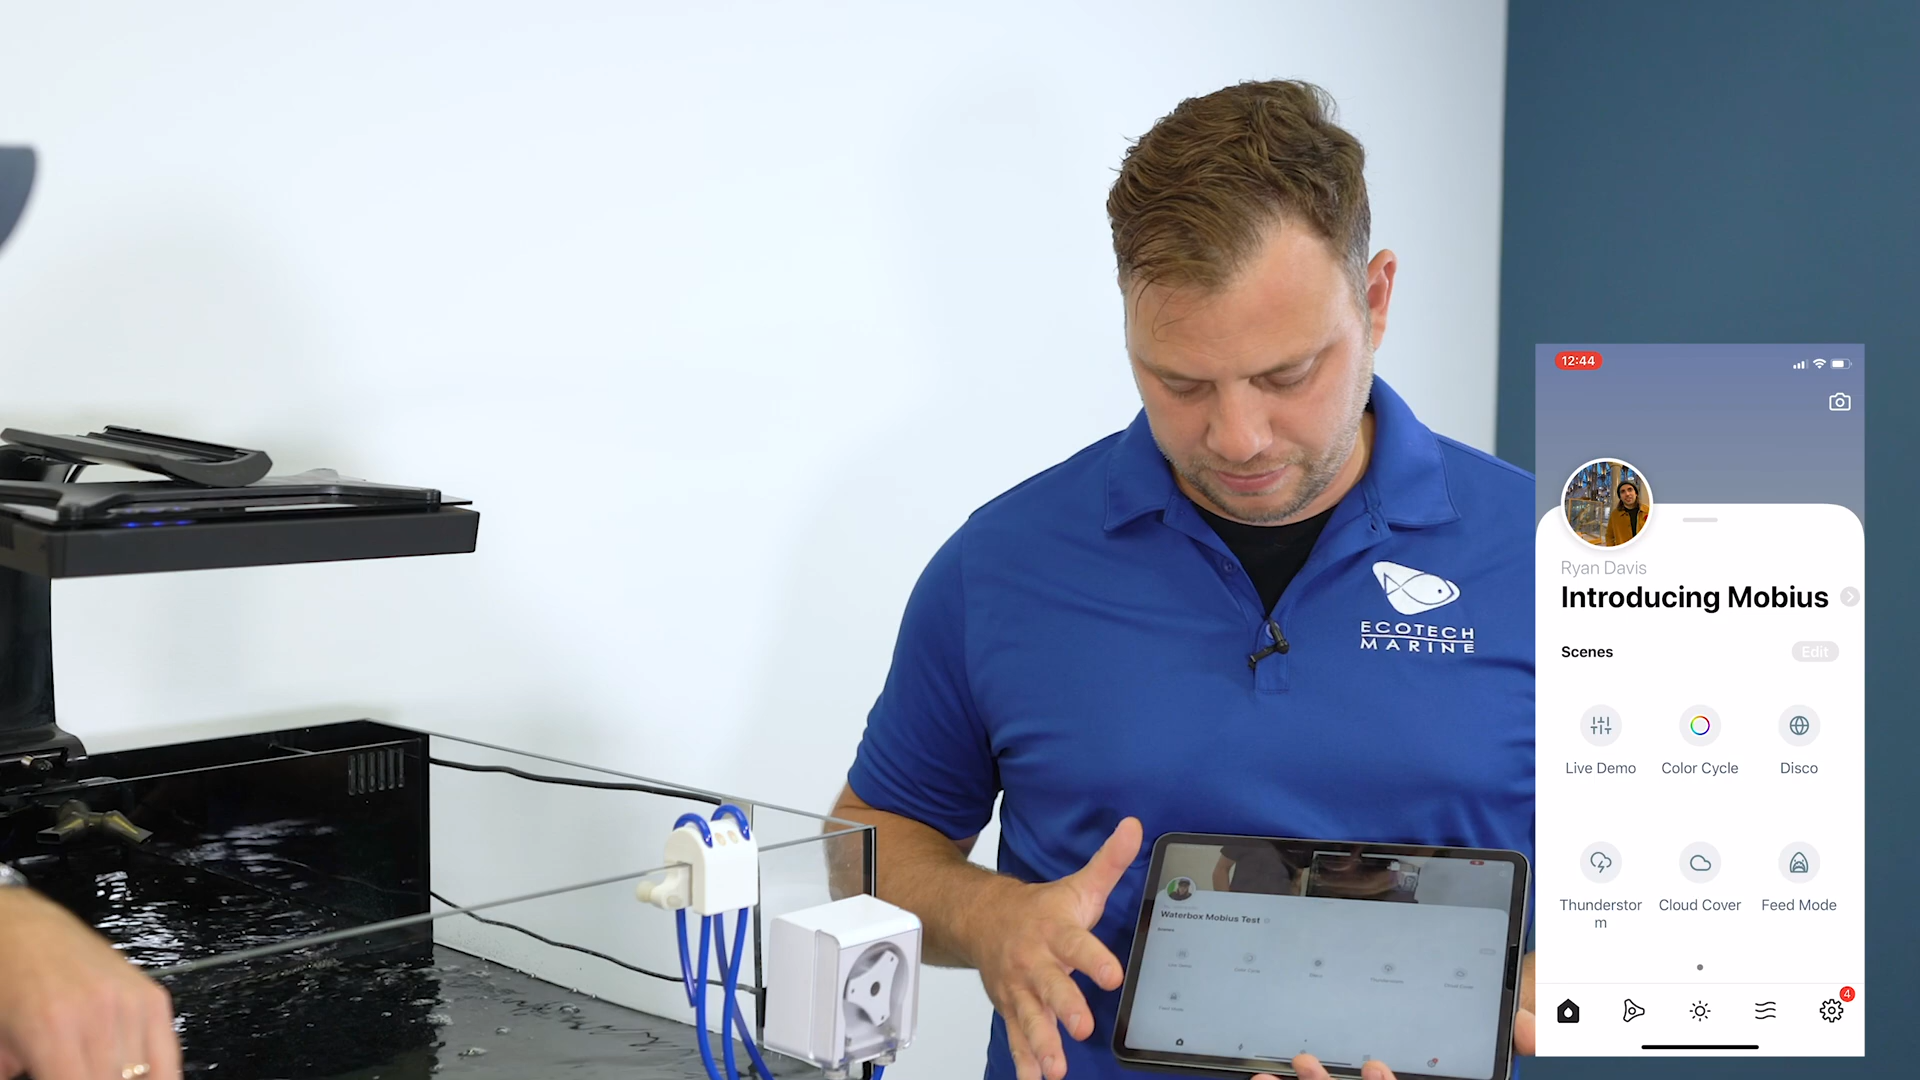 ECOTECH
MARINE
Waterbox Mobius Test
12:44
Ryan Davis
Introducing Mobius
Scenes
Edit
Live Demo
Color Cycle
Disco
Thunderstor
m
Cloud Cover
Feed Mode
4